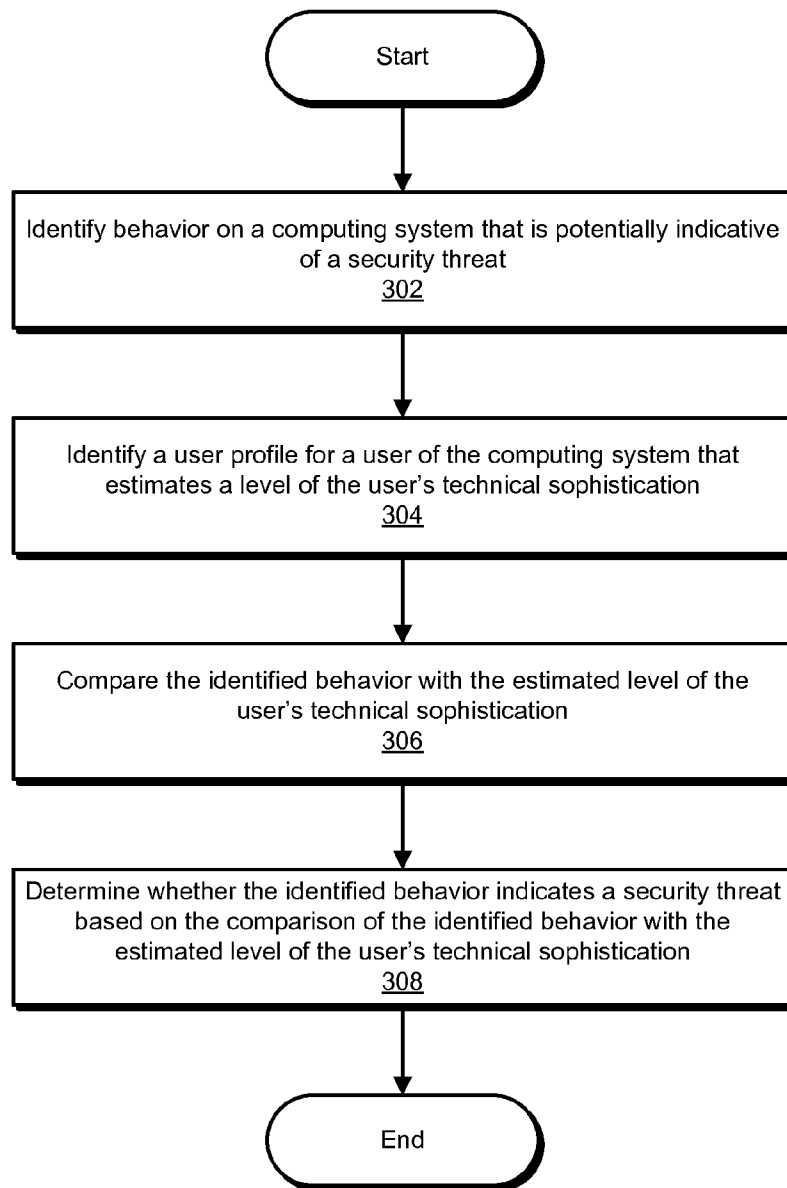 Start
Identify behavior on a computing system that is potentially indicative
of a security threat
302
Identify a user profile for a user of the computing system that
estimates a level of the user's technical sophistication
304
Compare the identified behavior with the estimated level of the
user's technical sophistication
306
Determine whether the identified behavior indicates a security threat
based on the comparison of the identified behavior with the
estimated level of the user's technical sophistication
308
End